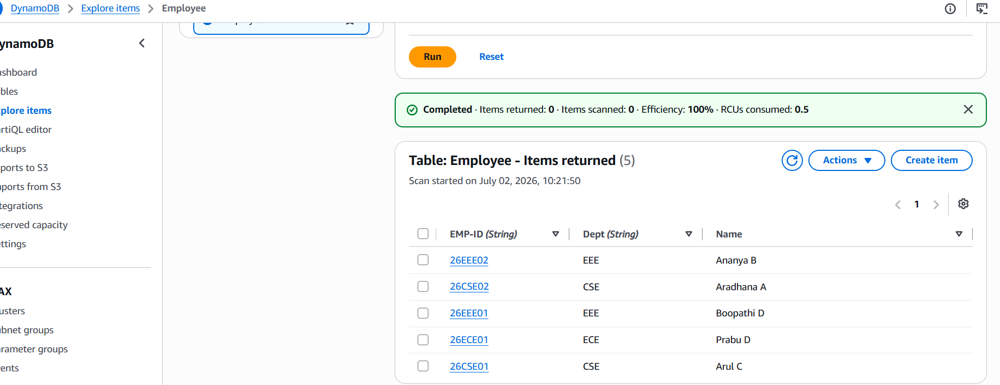 DynamoDB > Explore items > Employee
ynamoDB
ashboard
bles
plore items
rtiQL editor
ackups
ports to S3
ports from S3
tegrations
eserved capacity
ettings
AX
usters
bnet groups
rameter groups
ents
Run Reset
Completed · Items returned: 0 · Items scanned: 0 · Efficiency: 100% · RCUs consumed: 0.5
Table: Employee - Items returned (5)
Actions Create item
Scan started on July 02, 2026, 10:21:50
1
EMP-ID (String) Dept (String) Name
26EEE02 EEE Ananya B
26CSE02 CSE Aradhana A
26EEE01 EEE Boopathi D
26ECE01 ECE Prabu D
26CSE01 CSE Arul C